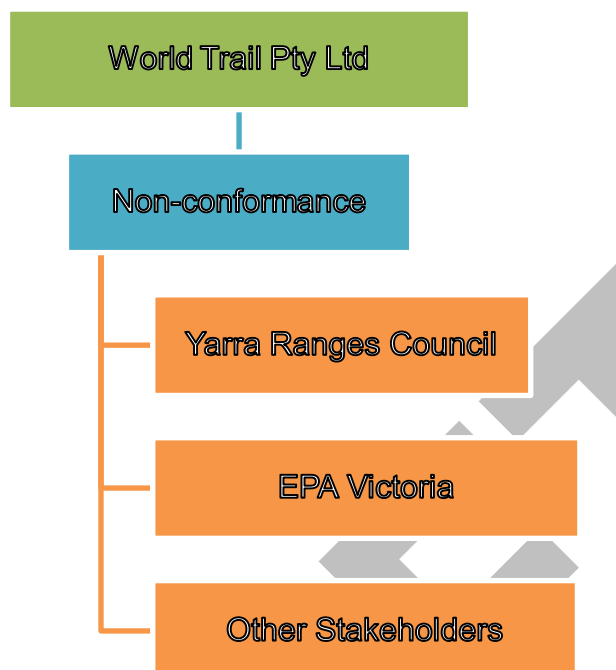 World Trail Pty Ltd
Non-conformance
Yarra Ranges Council
EPA Victoria
Other Stakeholders